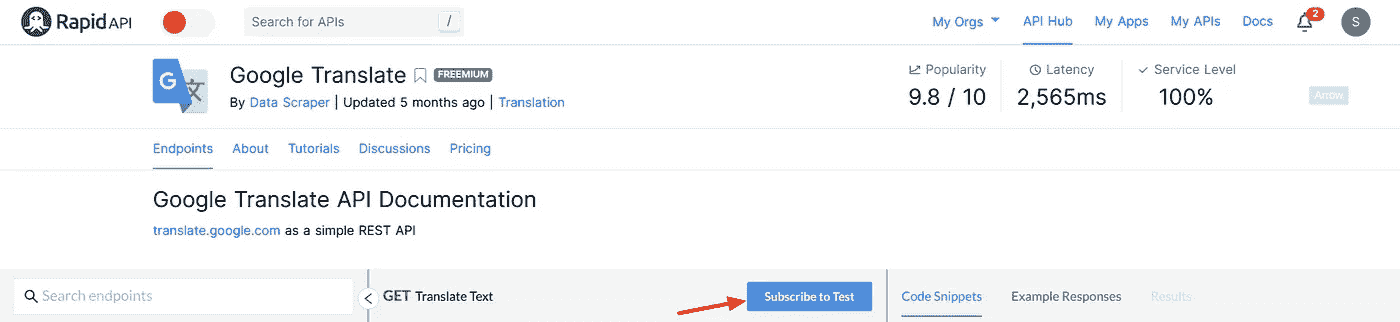 Rapid API
Search for APIs /
My Orgs API Hub My Apps My APIs Docs 2 S
G 文
Google Translate FREEMIUM
By Data Scraper | Updated 5 months ago | Translation
Popularity Latency Service Level
9.8 / 10 2,565ms 100%
Arrow
Endpoints About Tutorials Discussions Pricing
Google Translate API Documentation
translate.google.com as a simple REST API
Search endpoints < GET Translate Text Subscribe to Test Code Snippets Example Responses Results